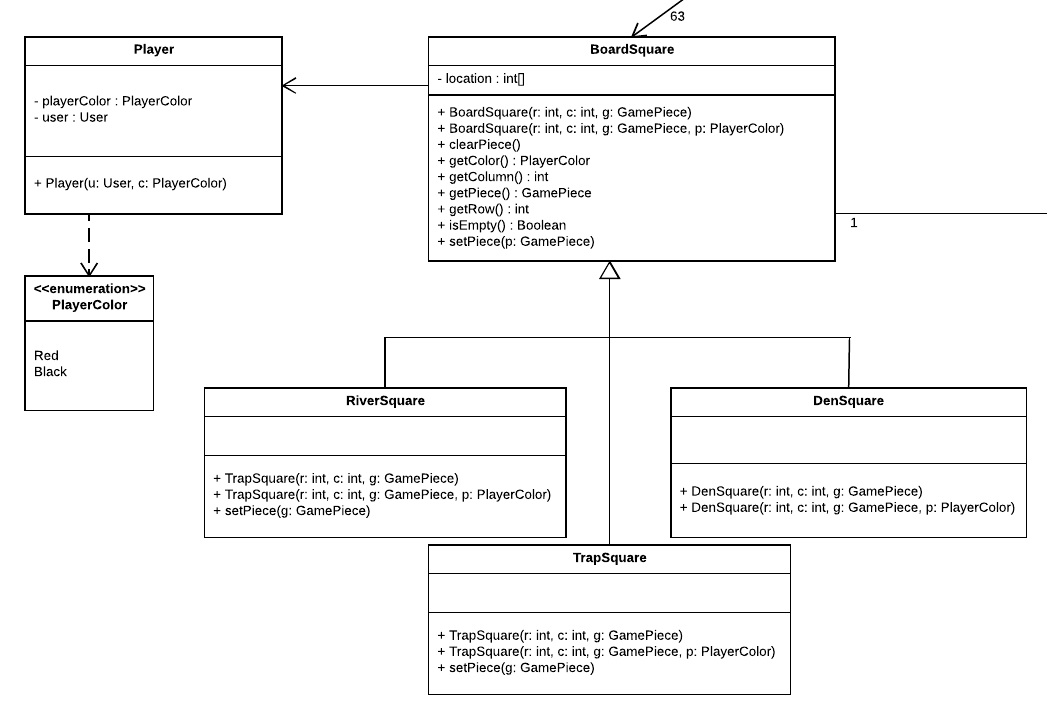 63
Player
- playerColor : PlayerColor
- user : User
+ Player(u: User, c: PlayerColor)
BoardSquare
- location : int[]
+ BoardSquare(r: int, c: int, g: GamePiece)
+ BoardSquare(r: int, c: int, g: GamePiece, p: PlayerColor)
+ clearPiece()
+ getColor() : PlayerColor
+ getColumn() : int
+ getPiece() : GamePiece
+ getRow() : int
+ isEmpty() : Boolean
+ setPiece(p: GamePiece)
1
<<enumeration>>
PlayerColor
Red
Black
RiverSquare
+ TrapSquare(r: int, c: int, g: GamePiece)
+ TrapSquare(r: int, c: int, g: GamePiece, p: PlayerColor)
+ setPiece(g: GamePiece)
DenSquare
+ DenSquare(r: int, c: int, g: GamePiece)
+ DenSquare(r: int, c: int, g: GamePiece, p: PlayerColor)
TrapSquare
+ TrapSquare(r: int, c: int, g: GamePiece)
+ TrapSquare(r: int, c: int, g: GamePiece, p: PlayerColor)
+ setPiece(g: GamePiece)